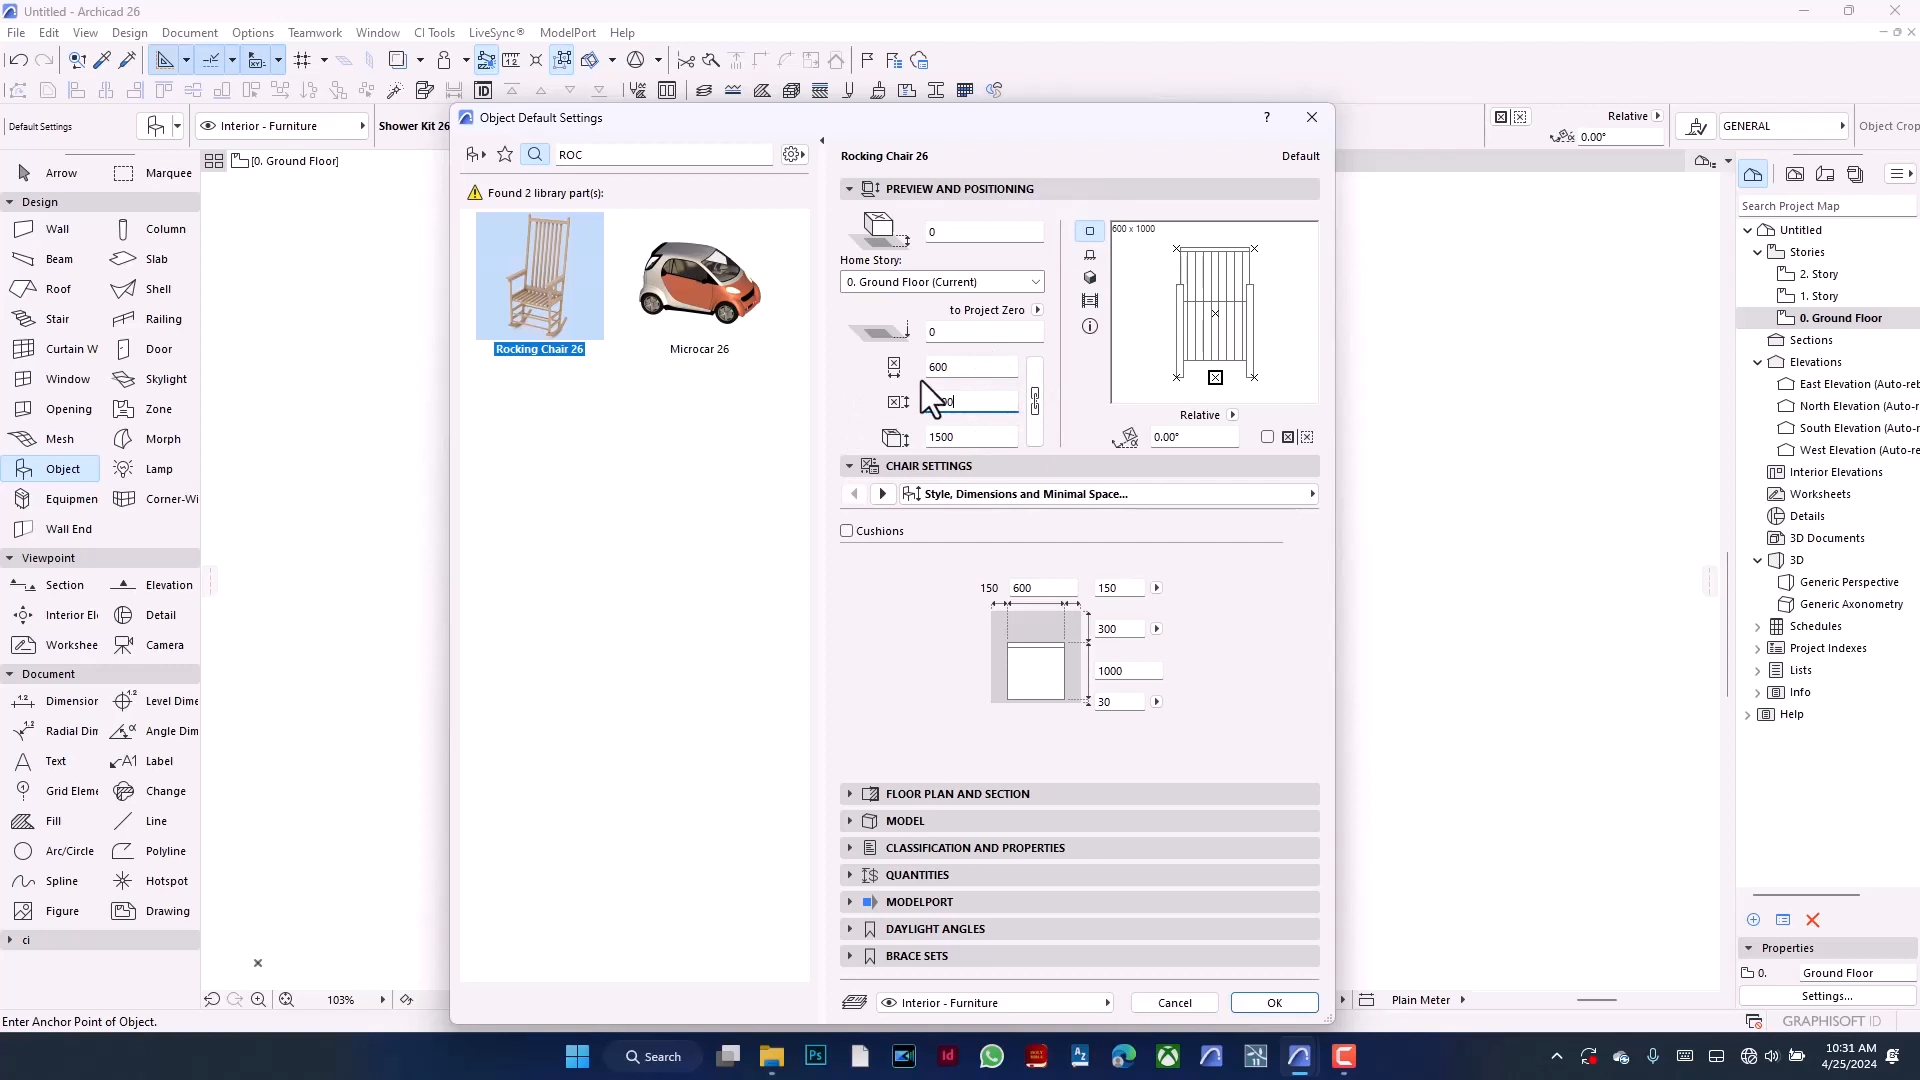 Untitled - Archicad 26
File Edit View Design Document Options Teamwork Window CI Tools LiveSync® ModelPort Help
Default Settings
Interior - Furniture
Shower Kit 26
Relative
0.00°
GENERAL
Object Crop
[0. Ground Floor]
Arrow Marquee
Design
Wall Column
Beam Slab
Roof Shell
Stair Railing
Curtain W Door
Window Skylight
Opening Zone
Mesh Morph
Object Lamp
Equipmen Corner-Wi
Wall End
Viewpoint
Section Elevation
Interior El Detail
Workshee Camera
Document
Dimension Level Dime
Radial Dim Angle Dim
Text Label
Grid Eleme Change
Fill Line
Arc/Circle Polyline
Spline Hotspot
Figure Drawing
ci
103%
Enter Anchor Point of Object.
Object Default Settings
ROC
Found 2 library part(s):
Rocking Chair 26
Microcar 26
Rocking Chair 26
Default
PREVIEW AND POSITIONING
0
Home Story:
0. Ground Floor (Current)
to Project Zero
0
600
1500
600 x 1000
Relative
0.00°
CHAIR SETTINGS
Style, Dimensions and Minimal Space...
Cushions
150 600 150
300
1000
30
FLOOR PLAN AND SECTION
MODEL
CLASSIFICATION AND PROPERTIES
QUANTITIES
MODELPORT
DAYLIGHT ANGLES
BRACE SETS
Interior - Furniture
Cancel
OK
Search Project Map
Untitled
Stories
2. Story
1. Story
0. Ground Floor
Sections
Elevations
East Elevation (Auto-reb
North Elevation (Auto-r
South Elevation (Auto-r
West Elevation (Auto-re
Interior Elevations
Worksheets
Details
3D Documents
3D
Generic Perspective
Generic Axonometry
Schedules
Project Indexes
Lists
Info
Help
Properties
0. Ground Floor
Settings...
Plain Meter
GRAPHISOFT ID
Search
10:31 AM
4/25/2024